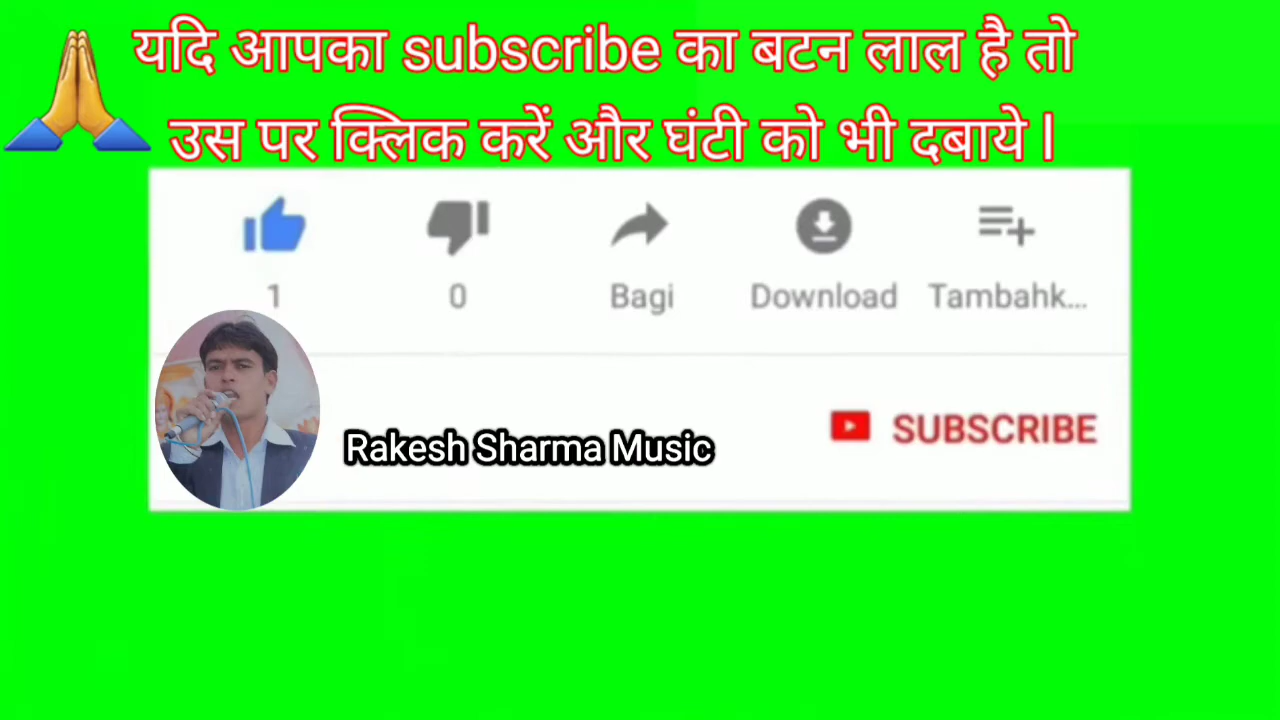 यदि आपका subscribe का बटन लाल है तो
उस पर क्लिक करें और घंटी को भी दबाये l
1 0 Bagi Download Tambahk...
Rakesh Sharma Music
SUBSCRIBE